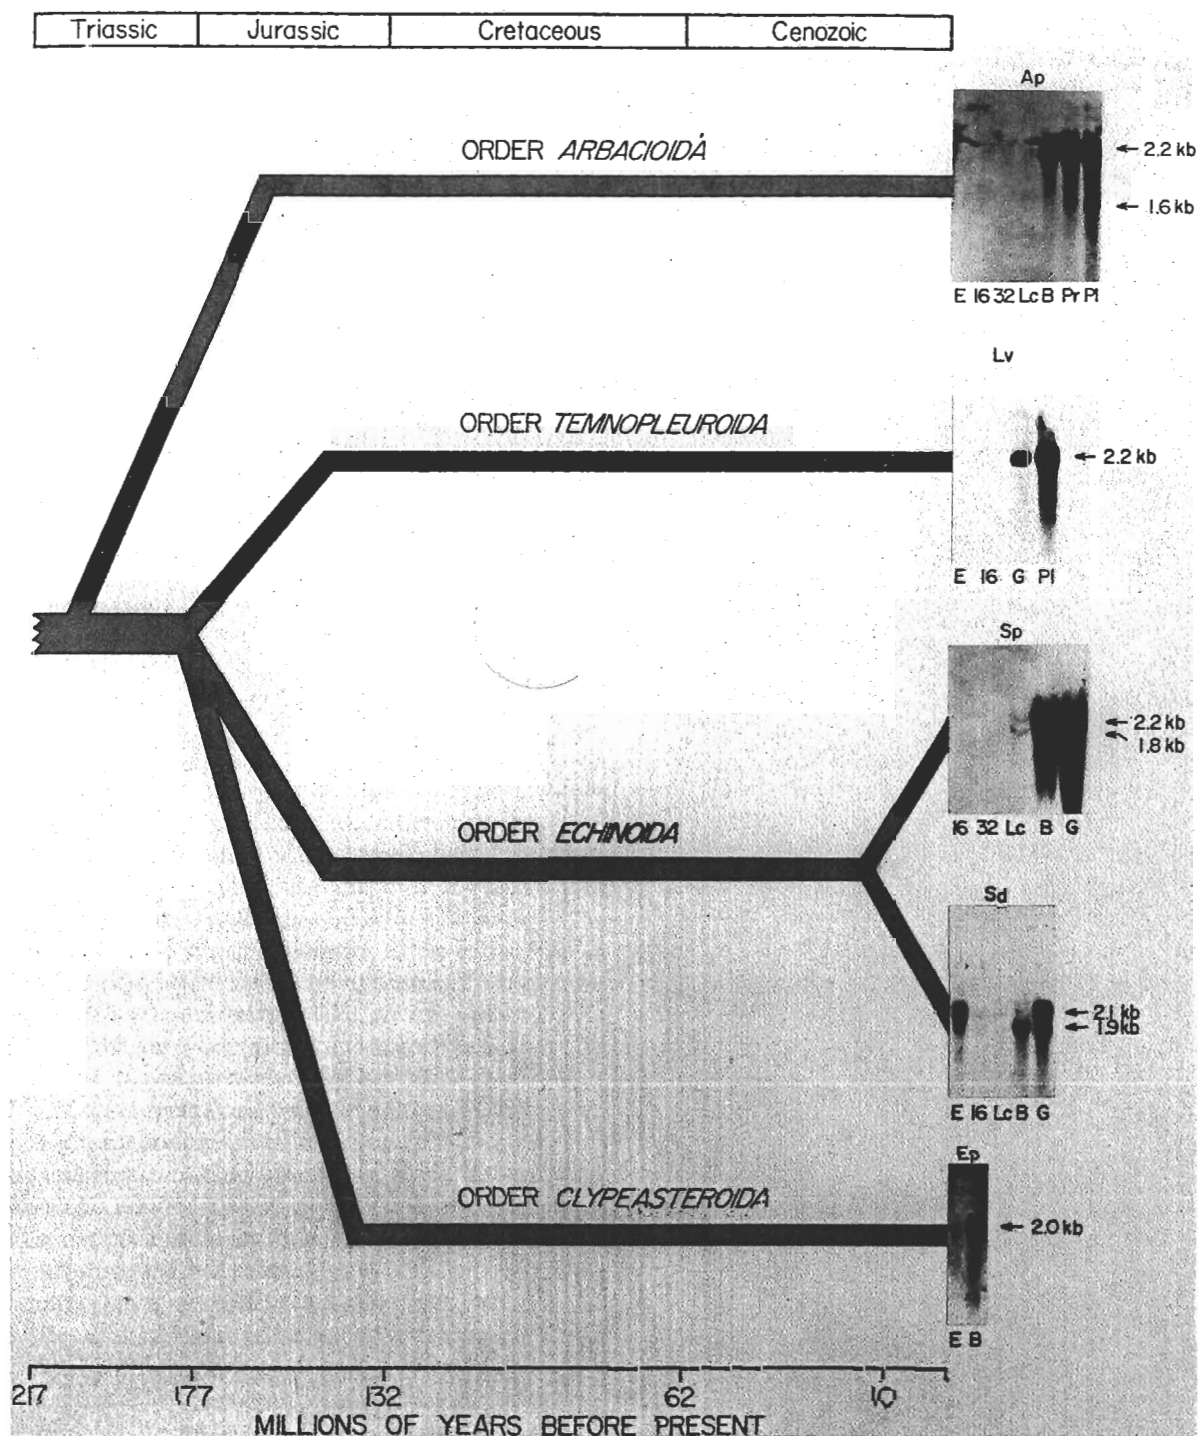 Triassic Jurassic Cretaceous Cenozoic
Ap
ORDER ARBACIOIDA
2.2 kb
1.6 kb
E 16 32 Lc B Pr Pl
Lv
ORDER TEMNOPLEUROIDA
2.2 kb
E 16 G Pl
Sp
2.2 kb
1.8 kb
16 32 Lc B G
ORDER ECHINOIDA
Sd
2.1 kb
1.9 kb
E 16 Lc B G
Ep
ORDER CLYPEASTEROIDA
2.0 kb
E B
217 177 132 62 10
MILLIONS OF YEARS BEFORE PRESENT